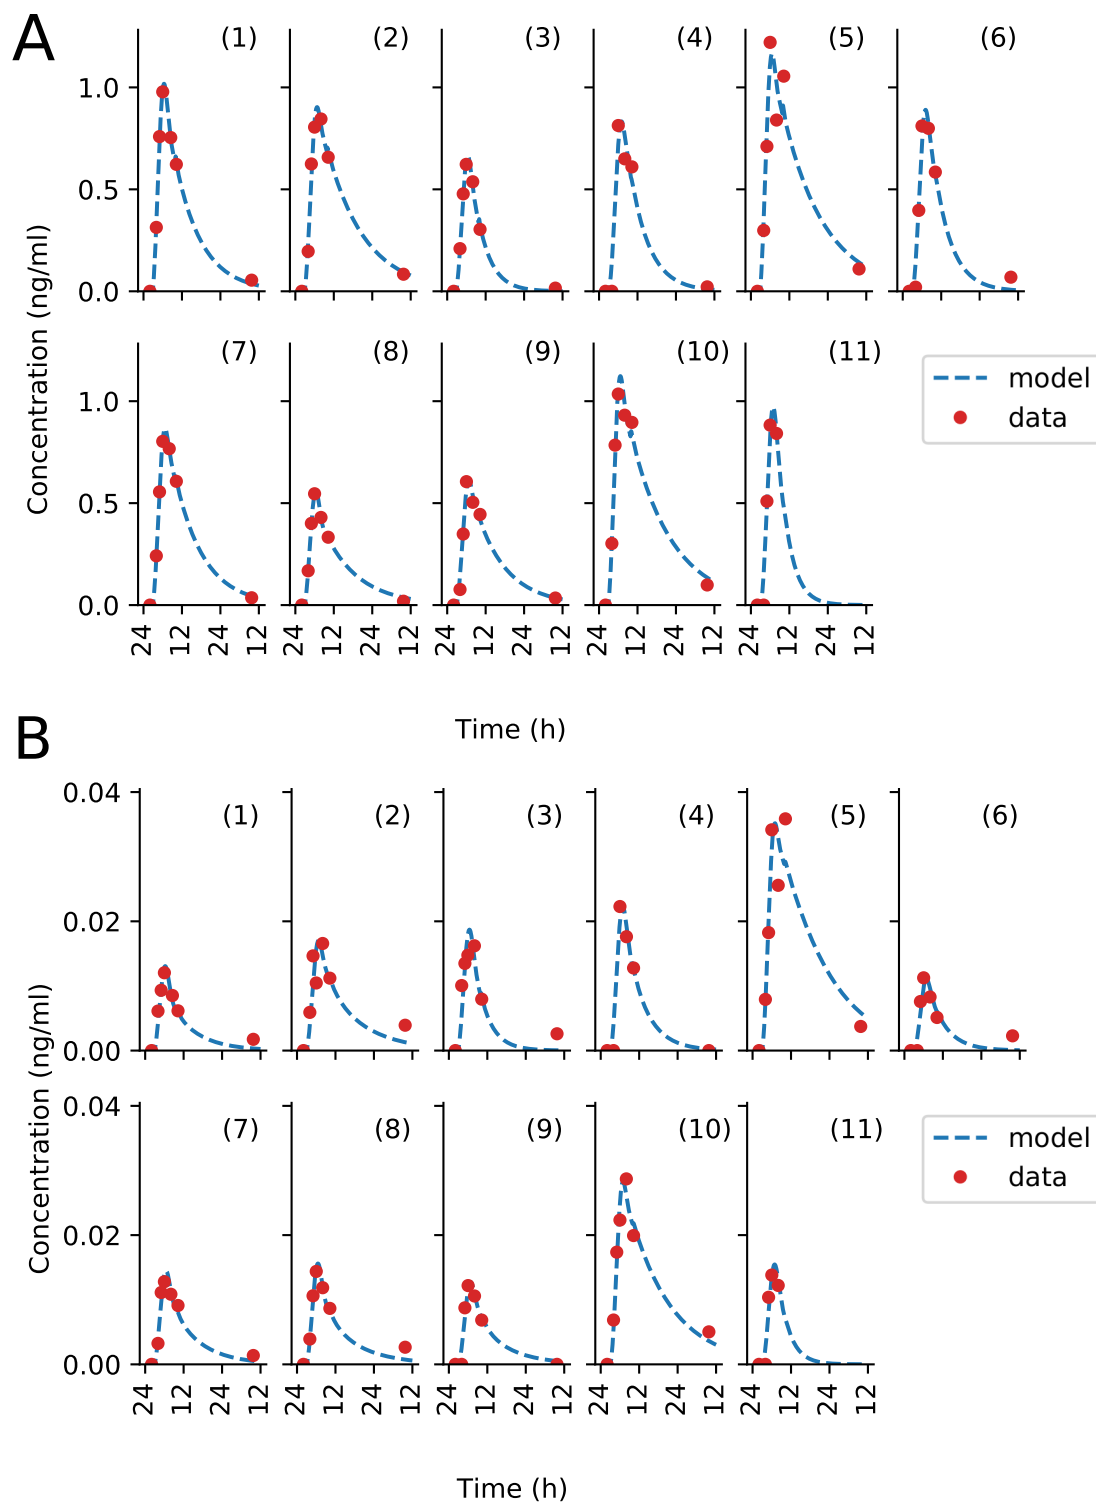 A
(1) (2) (3) (4) (5) (6)
1.0
0.5
0.0
(7) (8) (9) (10) (11)
1.0
0.5
0.0
Concentration (ng/ml)
model
data
24 12 24 12 24 12 24 12 24 12 24 12 24 12 24 12 24 12 24 12
Time (h)
B
0.04
(1) (2) (3) (4) (5) (6)
0.02
0.00
0.04
(7) (8) (9) (10) (11)
0.02
0.00
Concentration (ng/ml)
model
data
24 12 24 12 24 12 24 12 24 12 24 12 24 12 24 12 24 12 24 12
Time (h)